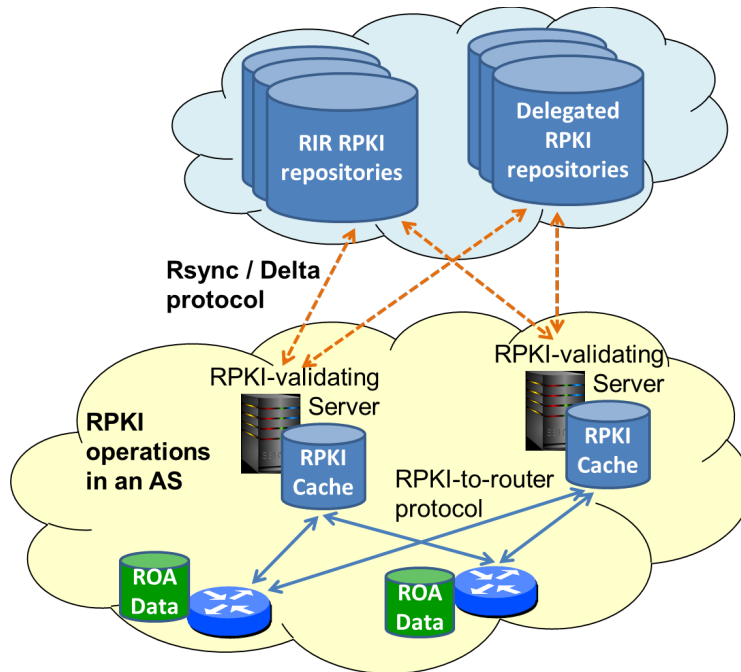 RIR RPKI
repositories
Delegated
RPKI
repositories
Rsync / Delta
protocol
RPKI-validating
Server
RPKI-validating
Server
RPKI
operations
in an AS
RPKI
Cache
RPKI
Cache
RPKI-to-router
protocol
ROA
Data
ROA
Data